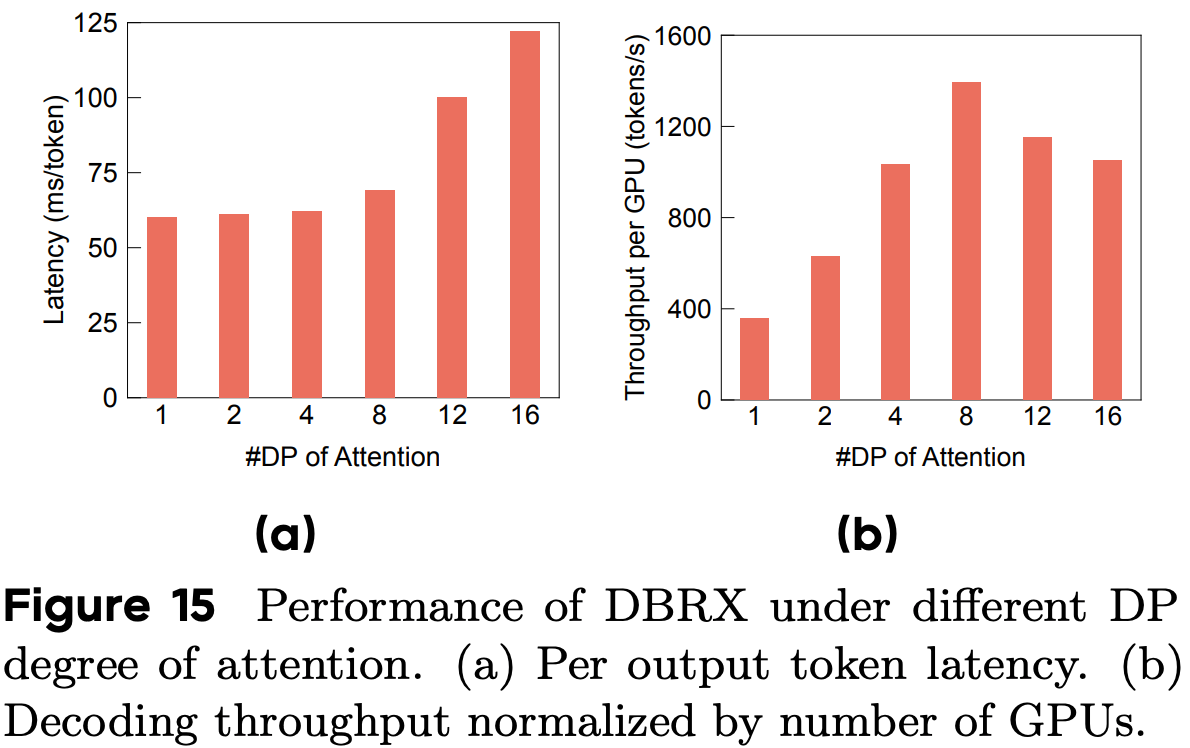 125
100
75
50
25
0
Latency (ms/token)
1 2 4 8 12 16
#DP of Attention
(a)
1600
1200
800
400
0
Throughput per GPU (tokens/s)
1 2 4 8 12 16
#DP of Attention
(b)
Figure 15 Performance of DBRX under different DP
degree of attention. (a) Per output token latency. (b)
Decoding throughput normalized by number of GPUs.